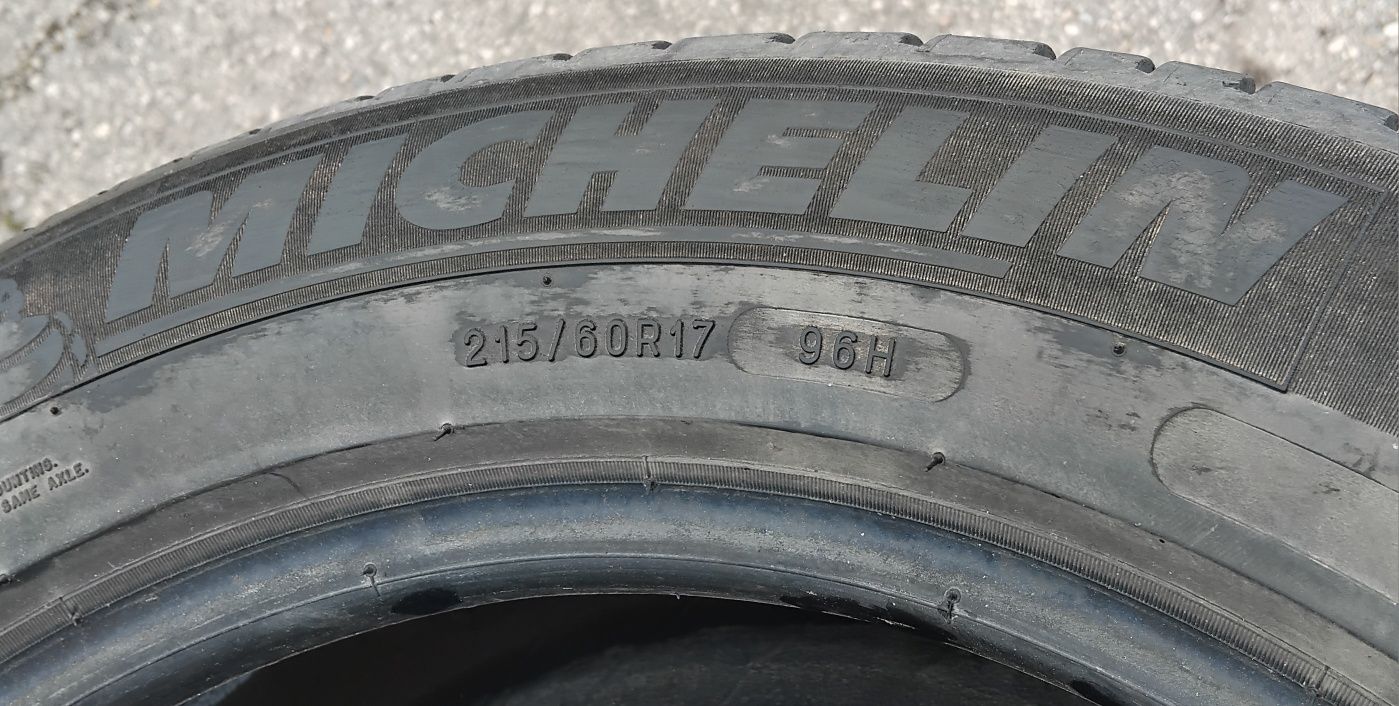 MICHELIN
215/60R17 96H
SAME AXLE.